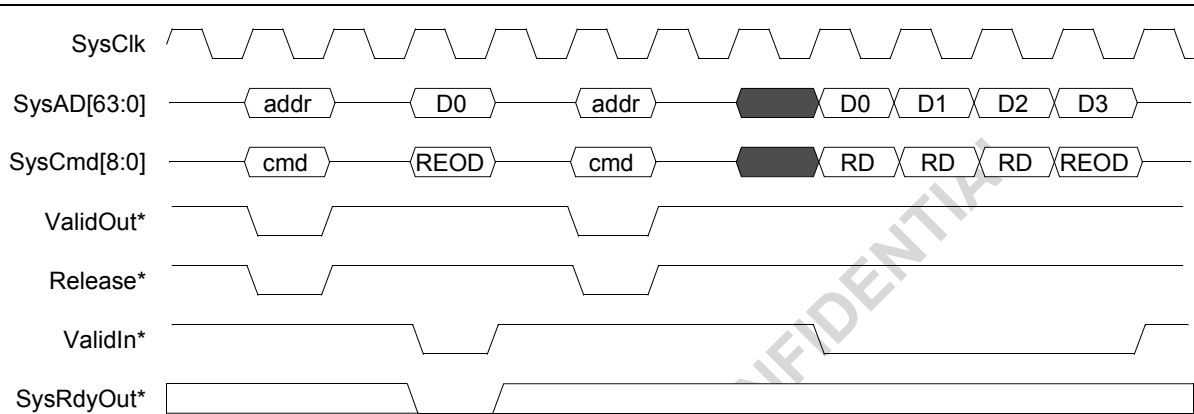 SysClk
SysAD[63:0] addr D0 addr D0 D1 D2 D3
SysCmd[8:0] cmd REOD cmd RD RD RD REOD
ValidOut*
Release*
ValidIn*
SysRdyOut*